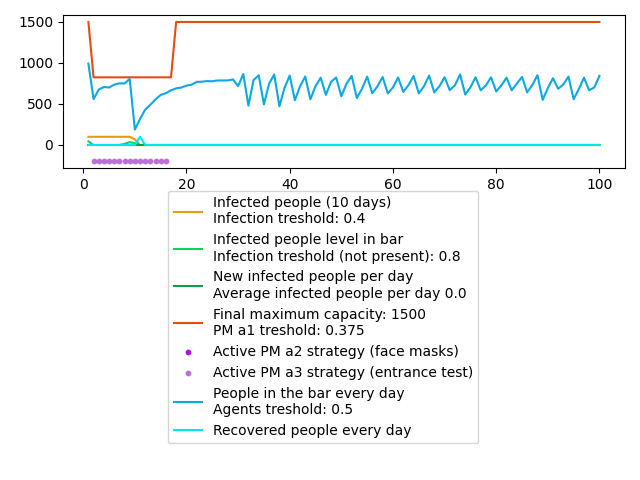 1500
1000
500
0
0
20
40
60
80
100
Infected people (10 days)
Infection treshold: 0.4
Infected people level in bar
Infection treshold (not present): 0.8
New infected people per day
Average infected people per day 0.0
Final maximum capacity: 1500
PM a1 treshold: 0.375
Active PM a2 strategy (face masks)
Active PM a3 strategy (entrance test)
People in the bar every day
Agents treshold: 0.5
Recovered people every day